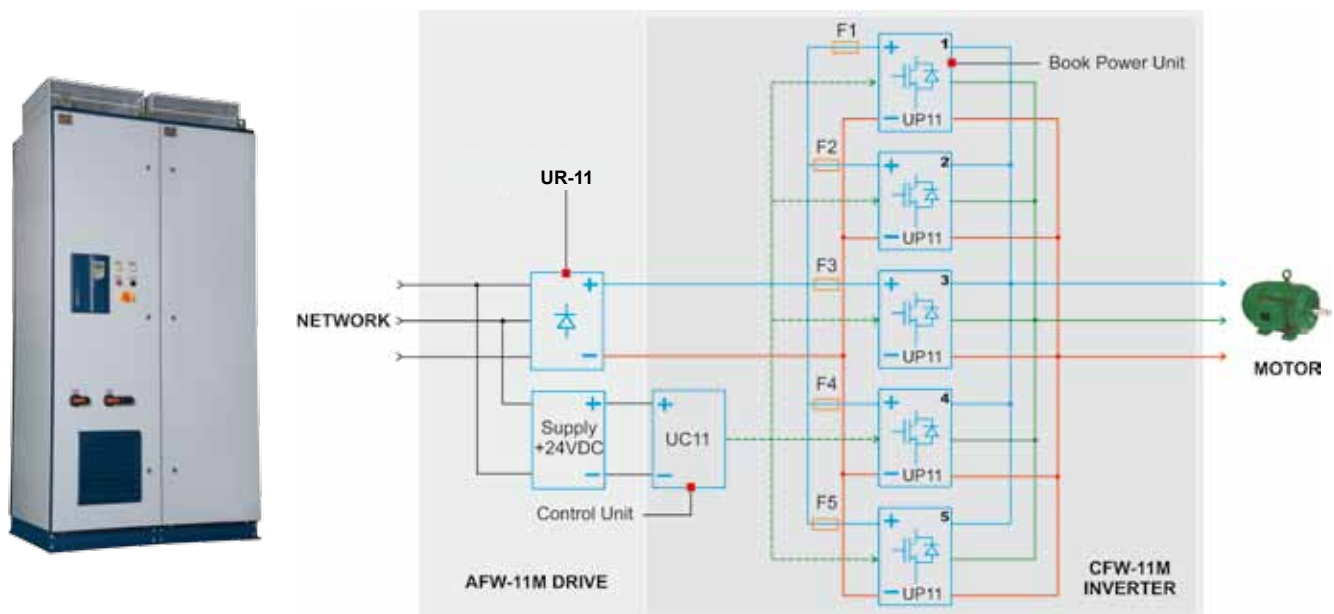 F1
+
1
Book Power Unit
−
UP11
F2
+
2
UR-11
−
UP11
F3
+
+
3
NETWORK
−
−
UP11
MOTOR
F4
+
4
Supply
+24VDC
+
−
+
UC11
−
−
UP11
Control Unit
F5
+
5
AFW-11M DRIVE
−
UP11
CFW-11M
INVERTER